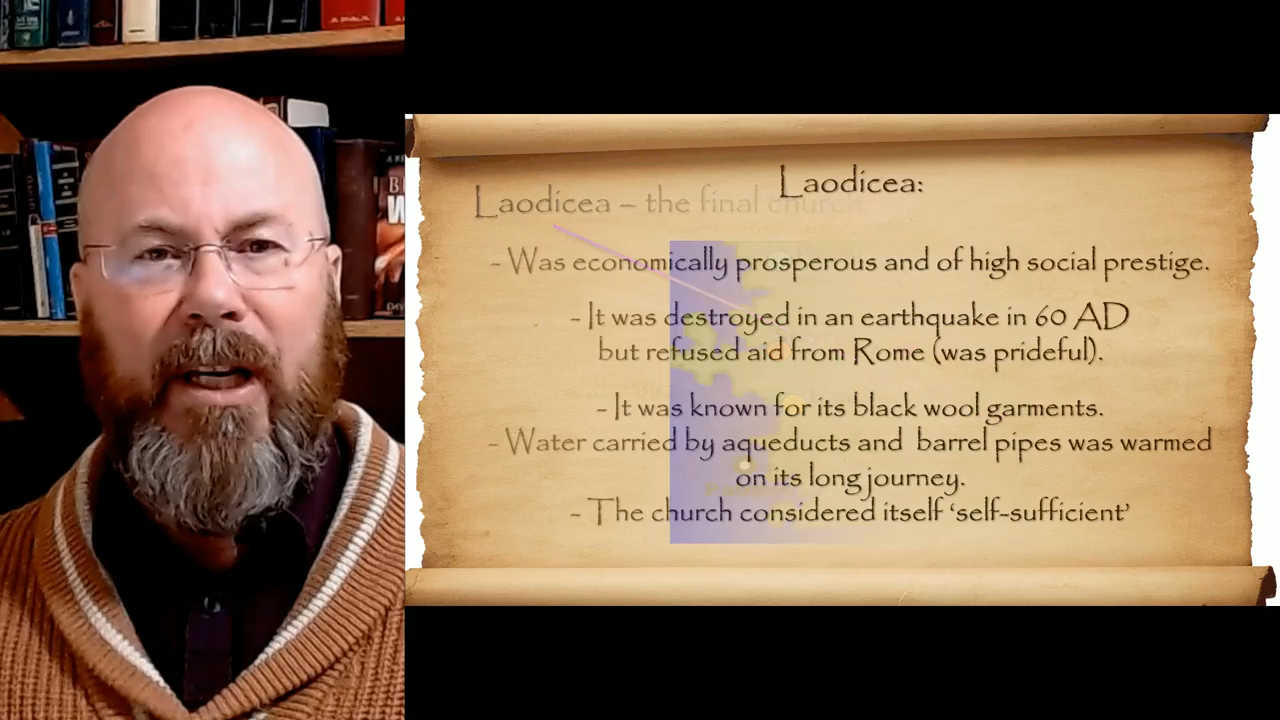 Laodicea:
Laodicea – the final church:
- Was economically prosperous and of high social prestige.
- It was destroyed in an earthquake in 60 AD
but refused aid from Rome (was prideful).
- It was known for its black wool garments.
- Water carried by aqueducts and barrel pipes was warmed
on its long journey.
- The church considered itself ‘self-sufficient’